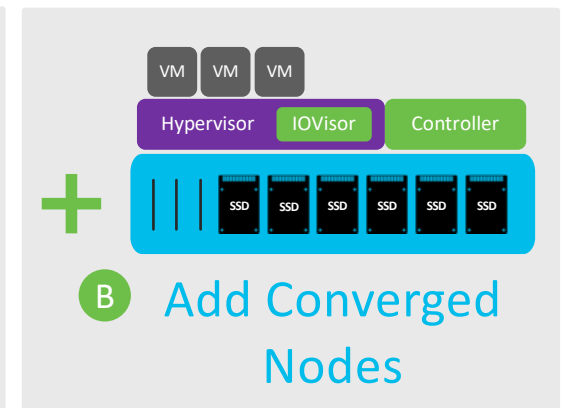 VM VM VM
Hypervisor IOVisor Controller
SSD SSD SSD SSD SSD SSD
B Add Converged
Nodes